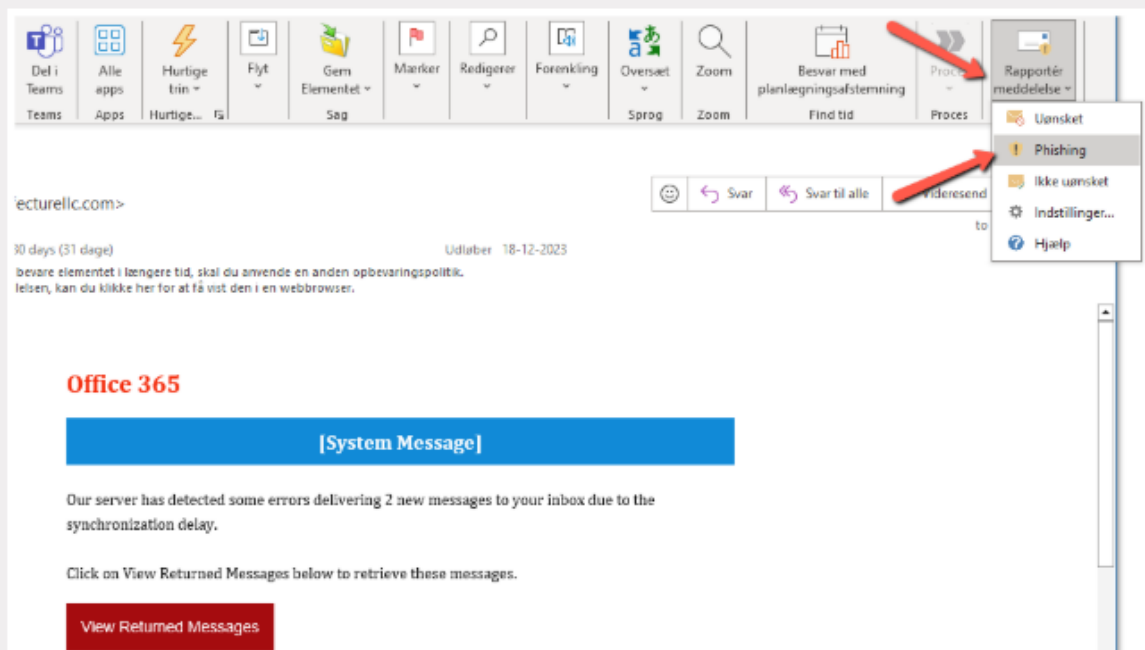 Del i Teams
Alle apps
Hurtige trin
Flyt
Gem Elementet
Mærker
Redigerer
Forenkling
Oversæt
Zoom
Besvar med planlægningsafstemning
Proces
Rapportér meddelelse
Teams
Apps
Hurtige...
Sag
Sprog
Zoom
Find tid
Proces
Uønsket
Phishing
Ikke uønsket
Indstillinger...
Hjælp
ecturellc.com>
Svar
Svar til alle
Videresend
to
30 days (31 dage)
Udløber 18-12-2023
bevare elementet i længere tid, skal du anvende en anden opbevaringspolitik.
lelsen, kan du klikke her for at få vist den i en webbrowser.
Office 365
[System Message]
Our server has detected some errors delivering 2 new messages to your inbox due to the
synchronization delay.
Click on View Returned Messages below to retrieve these messages.
View Returned Messages